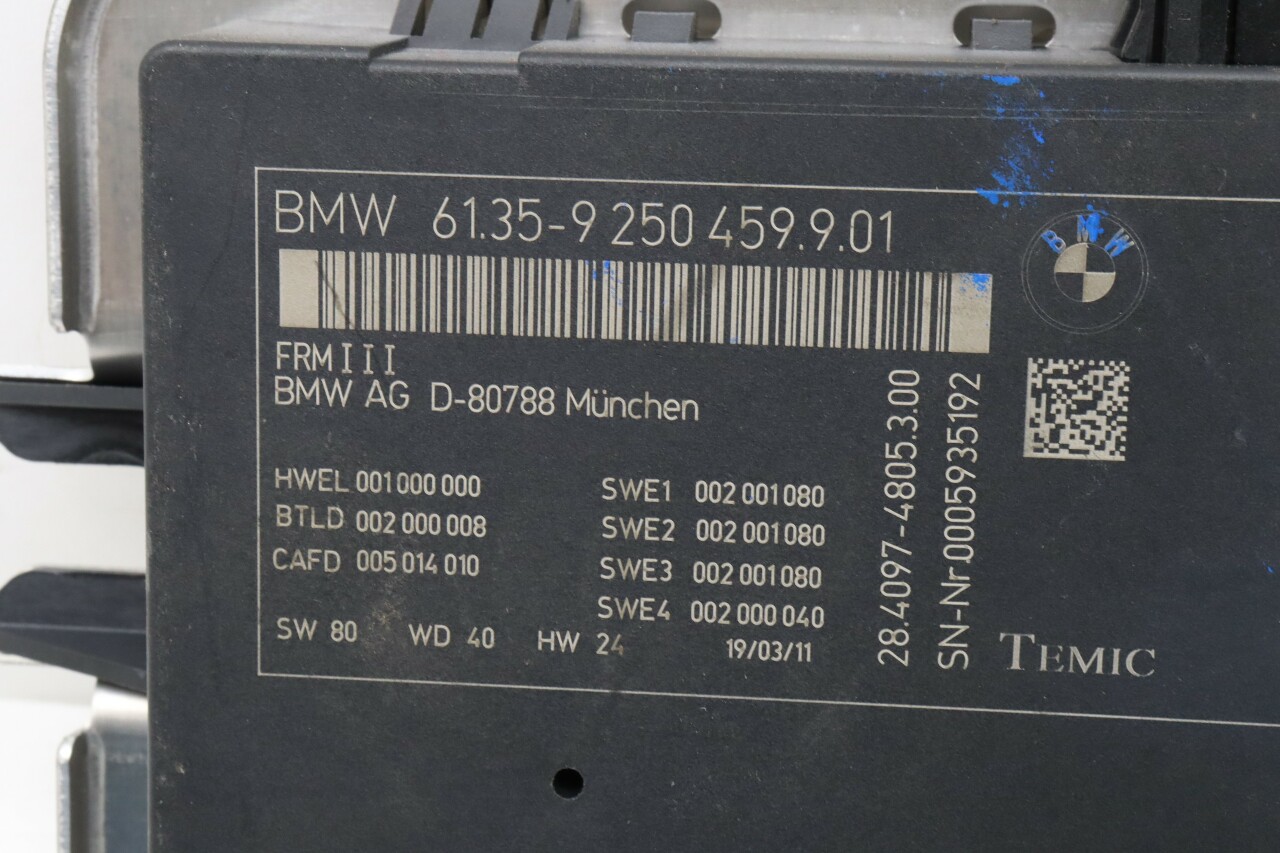 BMW 61.35-9 250 459.9.01
BMW
FRM III
BMW AG D-80788 München
HWEL 001 000 000
BTLD 002 000 008
CAFD 005 014 010
SWE1 002 001 080
SWE2 002 001 080
SWE3 002 001 080
SWE4 002 000 040
SW 80 WD 40 HW 24 19/03/11
28.4097-4805.3.00
SN-Nr.0005935192
TEMIC